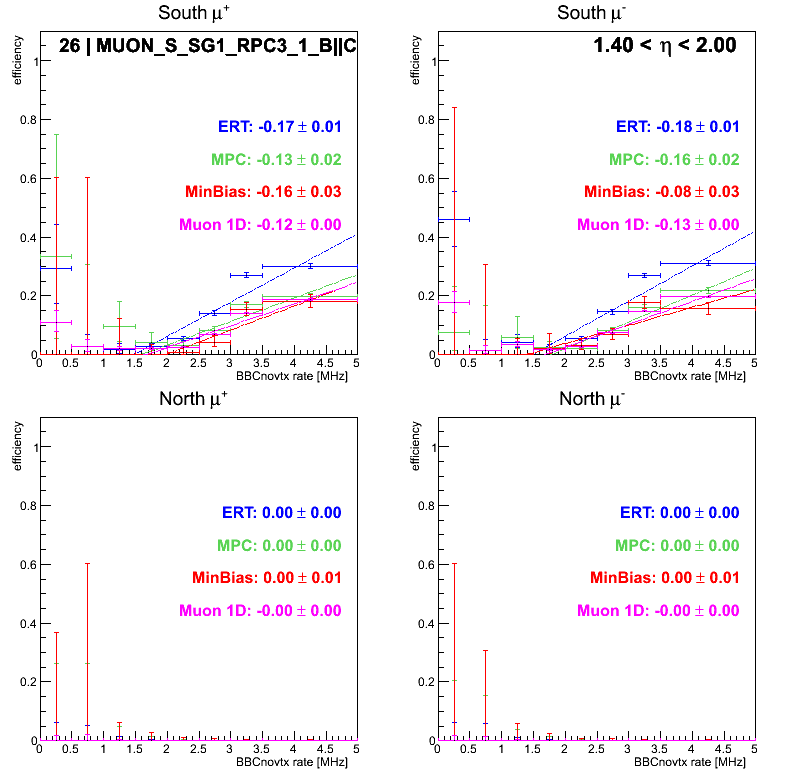 South μ+
South μ-
efficiency
26 | MUON_S_SG1_RPC3_1_B||C
ERT: -0.17 ± 0.01
MPC: -0.13 ± 0.02
MinBias: -0.16 ± 0.03
Muon 1D: -0.12 ± 0.00
0 0.2 0.4 0.6 0.8 1
0 0.5 1 1.5 2 2.5 3 3.5 4 4.5 5
BBCnovtx rate [MHz]
efficiency
1.40 < η < 2.00
ERT: -0.18 ± 0.01
MPC: -0.16 ± 0.02
MinBias: -0.08 ± 0.03
Muon 1D: -0.13 ± 0.00
0 0.2 0.4 0.6 0.8 1
0 0.5 1 1.5 2 2.5 3 3.5 4 4.5 5
BBCnovtx rate [MHz]
North μ+
North μ-
efficiency
ERT: 0.00 ± 0.00
MPC: 0.00 ± 0.00
MinBias: 0.00 ± 0.01
Muon 1D: -0.00 ± 0.00
0 0.2 0.4 0.6 0.8 1
0 0.5 1 1.5 2 2.5 3 3.5 4 4.5 5
BBCnovtx rate [MHz]
efficiency
ERT: 0.00 ± 0.00
MPC: 0.00 ± 0.00
MinBias: 0.00 ± 0.01
Muon 1D: -0.00 ± 0.00
0 0.2 0.4 0.6 0.8 1
0 0.5 1 1.5 2 2.5 3 3.5 4 4.5 5
BBCnovtx rate [MHz]